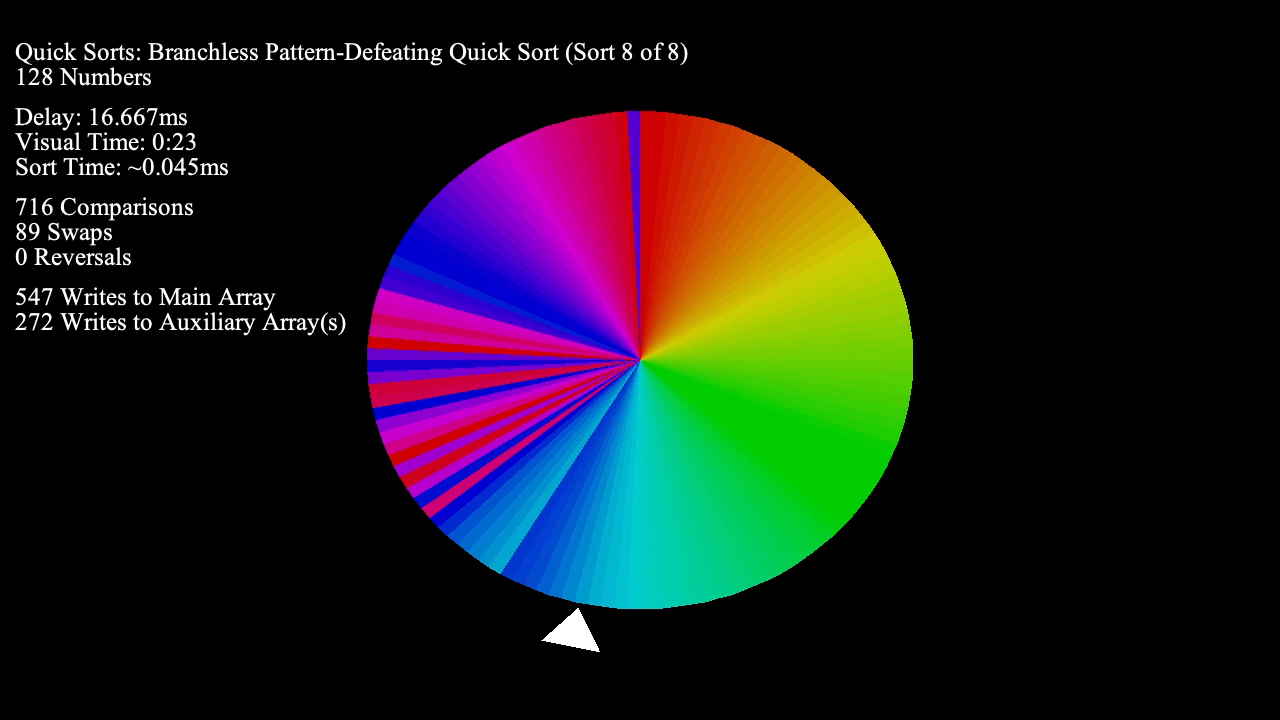 Quick Sorts: Branchless Pattern-Defeating Quick Sort (Sort 8 of 8)
128 Numbers
Delay: 16.667ms
Visual Time: 0:23
Sort Time: ~0.045ms
716 Comparisons
89 Swaps
0 Reversals
547 Writes to Main Array
272 Writes to Auxiliary Array(s)